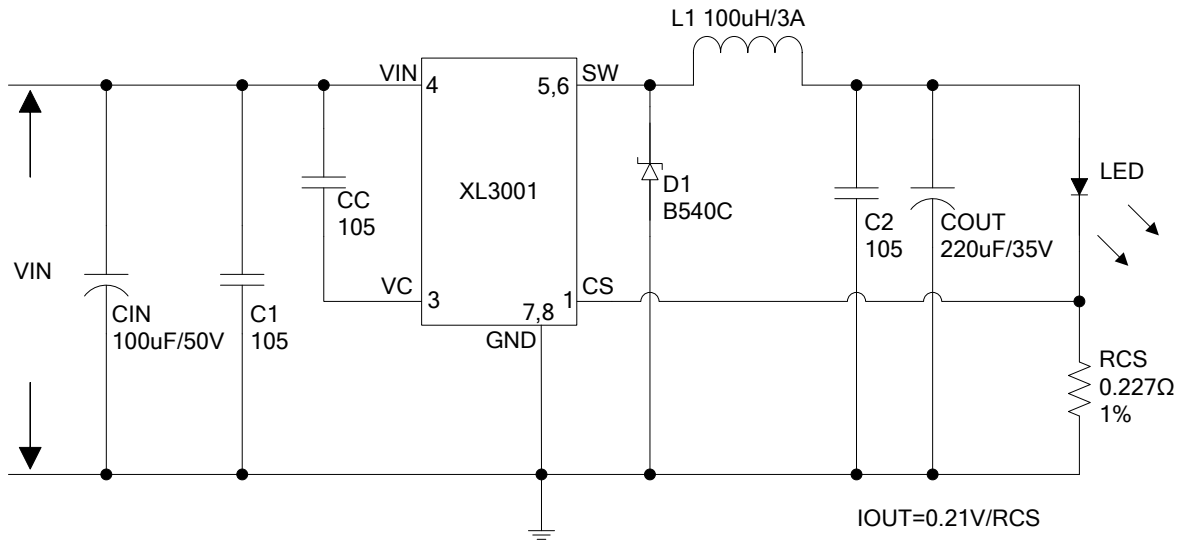 L1 100uH/3A
VIN
4
5,6
SW
XL3001
CC
105
D1
B540C
C2
105
COUT
220uF/35V
LED
VIN
CIN
100uF/50V
C1
105
VC
3
7,8
1
CS
GND
RCS
0.227Ω
1%
IOUT=0.21V/RCS